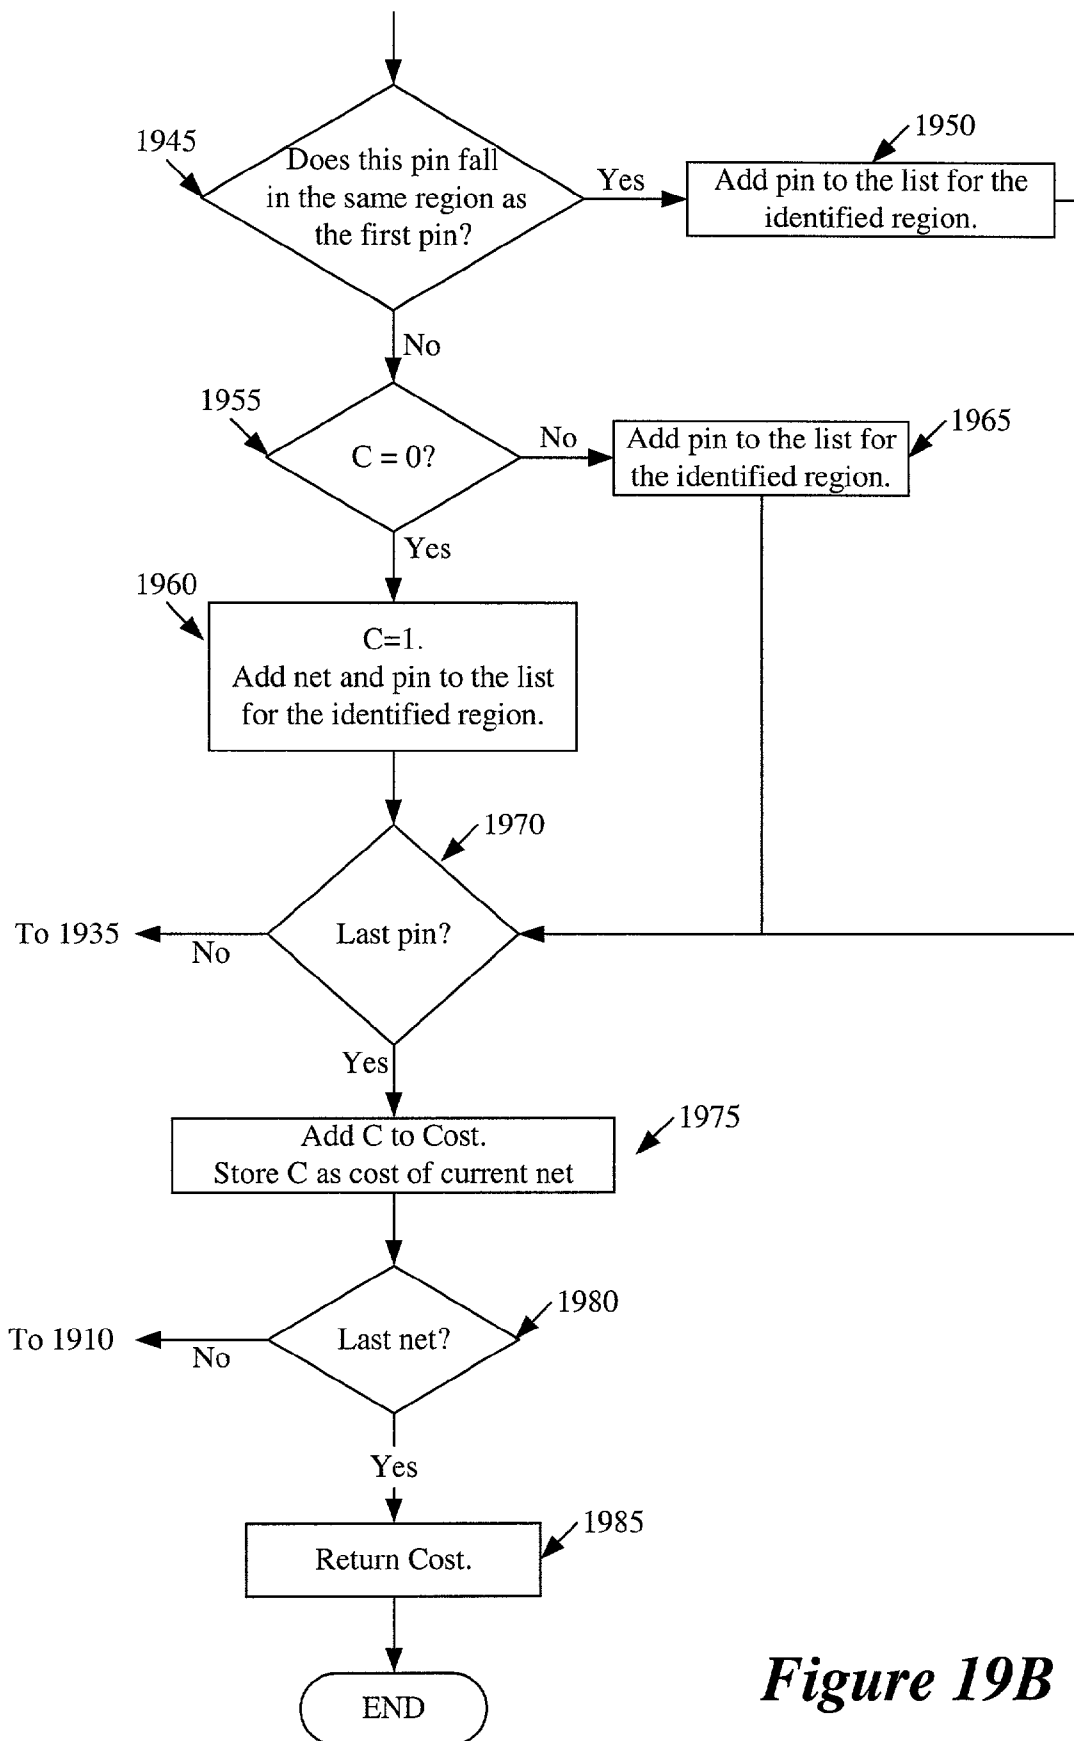 1945
Does this pin fall
in the same region as
the first pin?
Yes
1950
Add pin to the list for the
identified region.
No
1955
C = 0?
No
1965
Add pin to the list for
the identified region.
Yes
1960
C=1.
Add net and pin to the list
for the identified region.
1970
Last pin?
To 1935
No
Yes
1975
Add C to Cost.
Store C as cost of current net
1980
Last net?
To 1910
No
Yes
1985
Return Cost.
END
Figure 19B